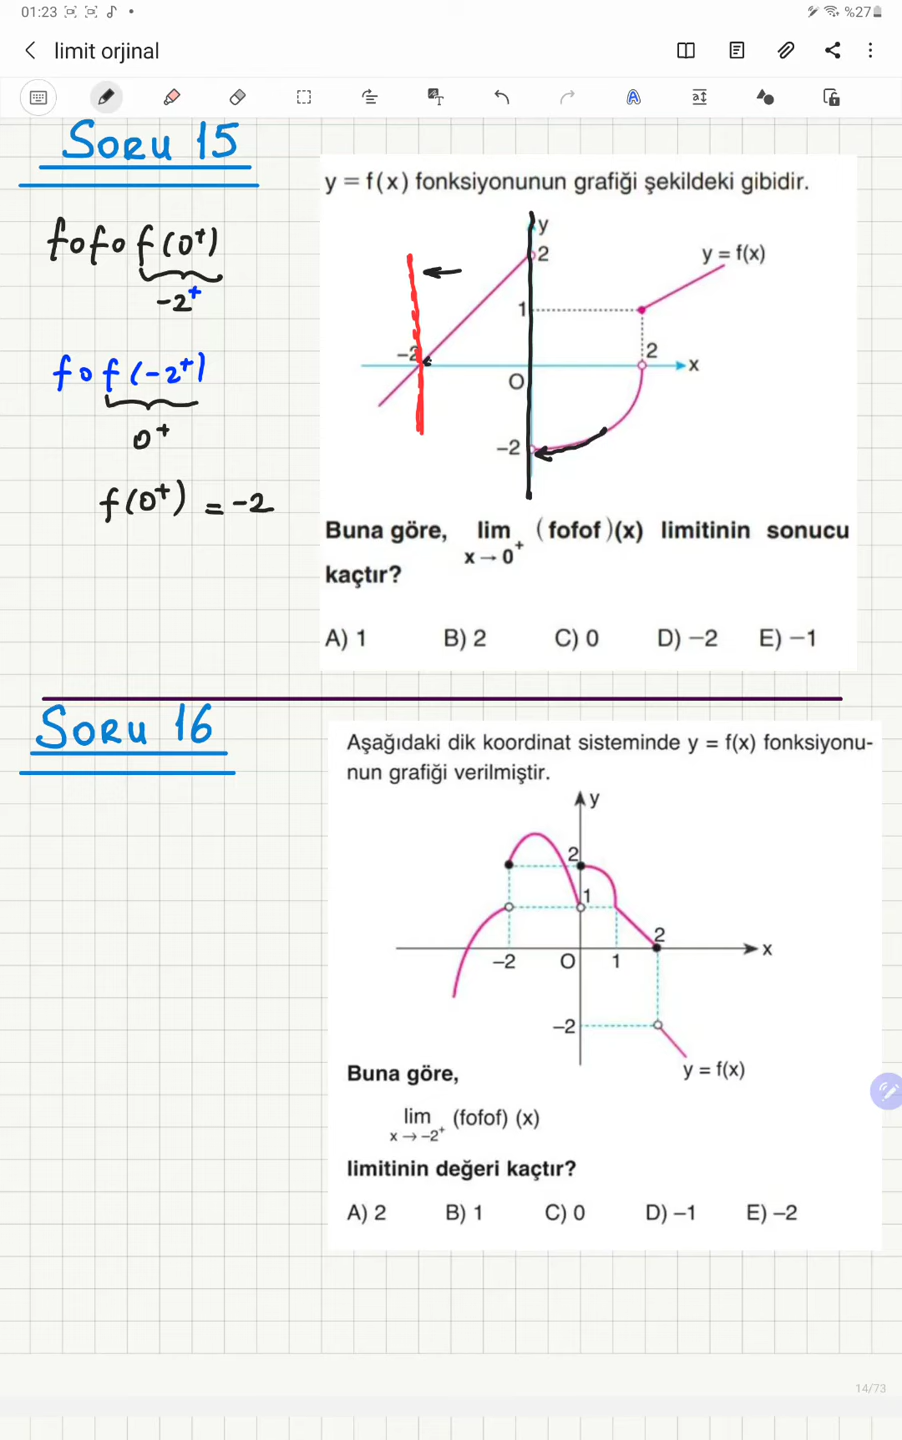 01:23
%27
limit orjinal
Soru 15
fofof(0⁺)
-2⁺
fof(-2⁺)
0⁺
f(0⁺) = -2
y = f(x) fonksiyonunun grafiği şekildeki gibidir.
y
2
y = f(x)
1
-2
2
x
O
-2
Buna göre, lim (fofof)(x) limitinin sonucu
x → 0⁺
kaçtır?
A) 1 B) 2 C) 0 D) -2 E) -1
Soru 16
Aşağıdaki dik koordinat sisteminde y = f(x) fonksiyonu-
nun grafiği verilmiştir.
y
2
1
2
x
-2
O
1
-2
y = f(x)
Buna göre,
lim (fofof) (x)
x → -2⁺
limitinin değeri kaçtır?
A) 2 B) 1 C) 0 D) -1 E) -2
14/73